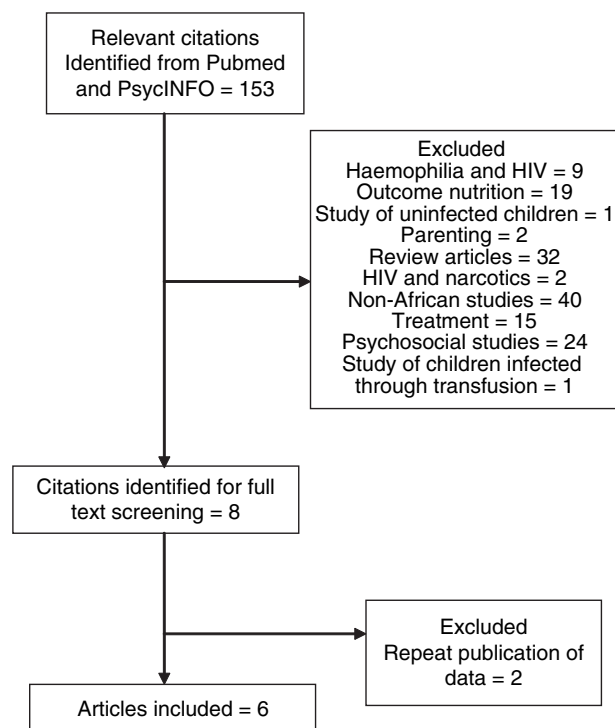 Relevant citations
Identified from Pubmed
and PsycINFO = 153
Excluded
Haemophilia and HIV = 9
Outcome nutrition = 19
Study of uninfected children = 1
Parenting = 2
Review articles = 32
HIV and narcotics = 2
Non-African studies = 40
Treatment = 15
Psychosocial studies = 24
Study of children infected
through transfusion = 1
Citations identified for full
text screening = 8
Excluded
Repeat publication of
data = 2
Articles included = 6